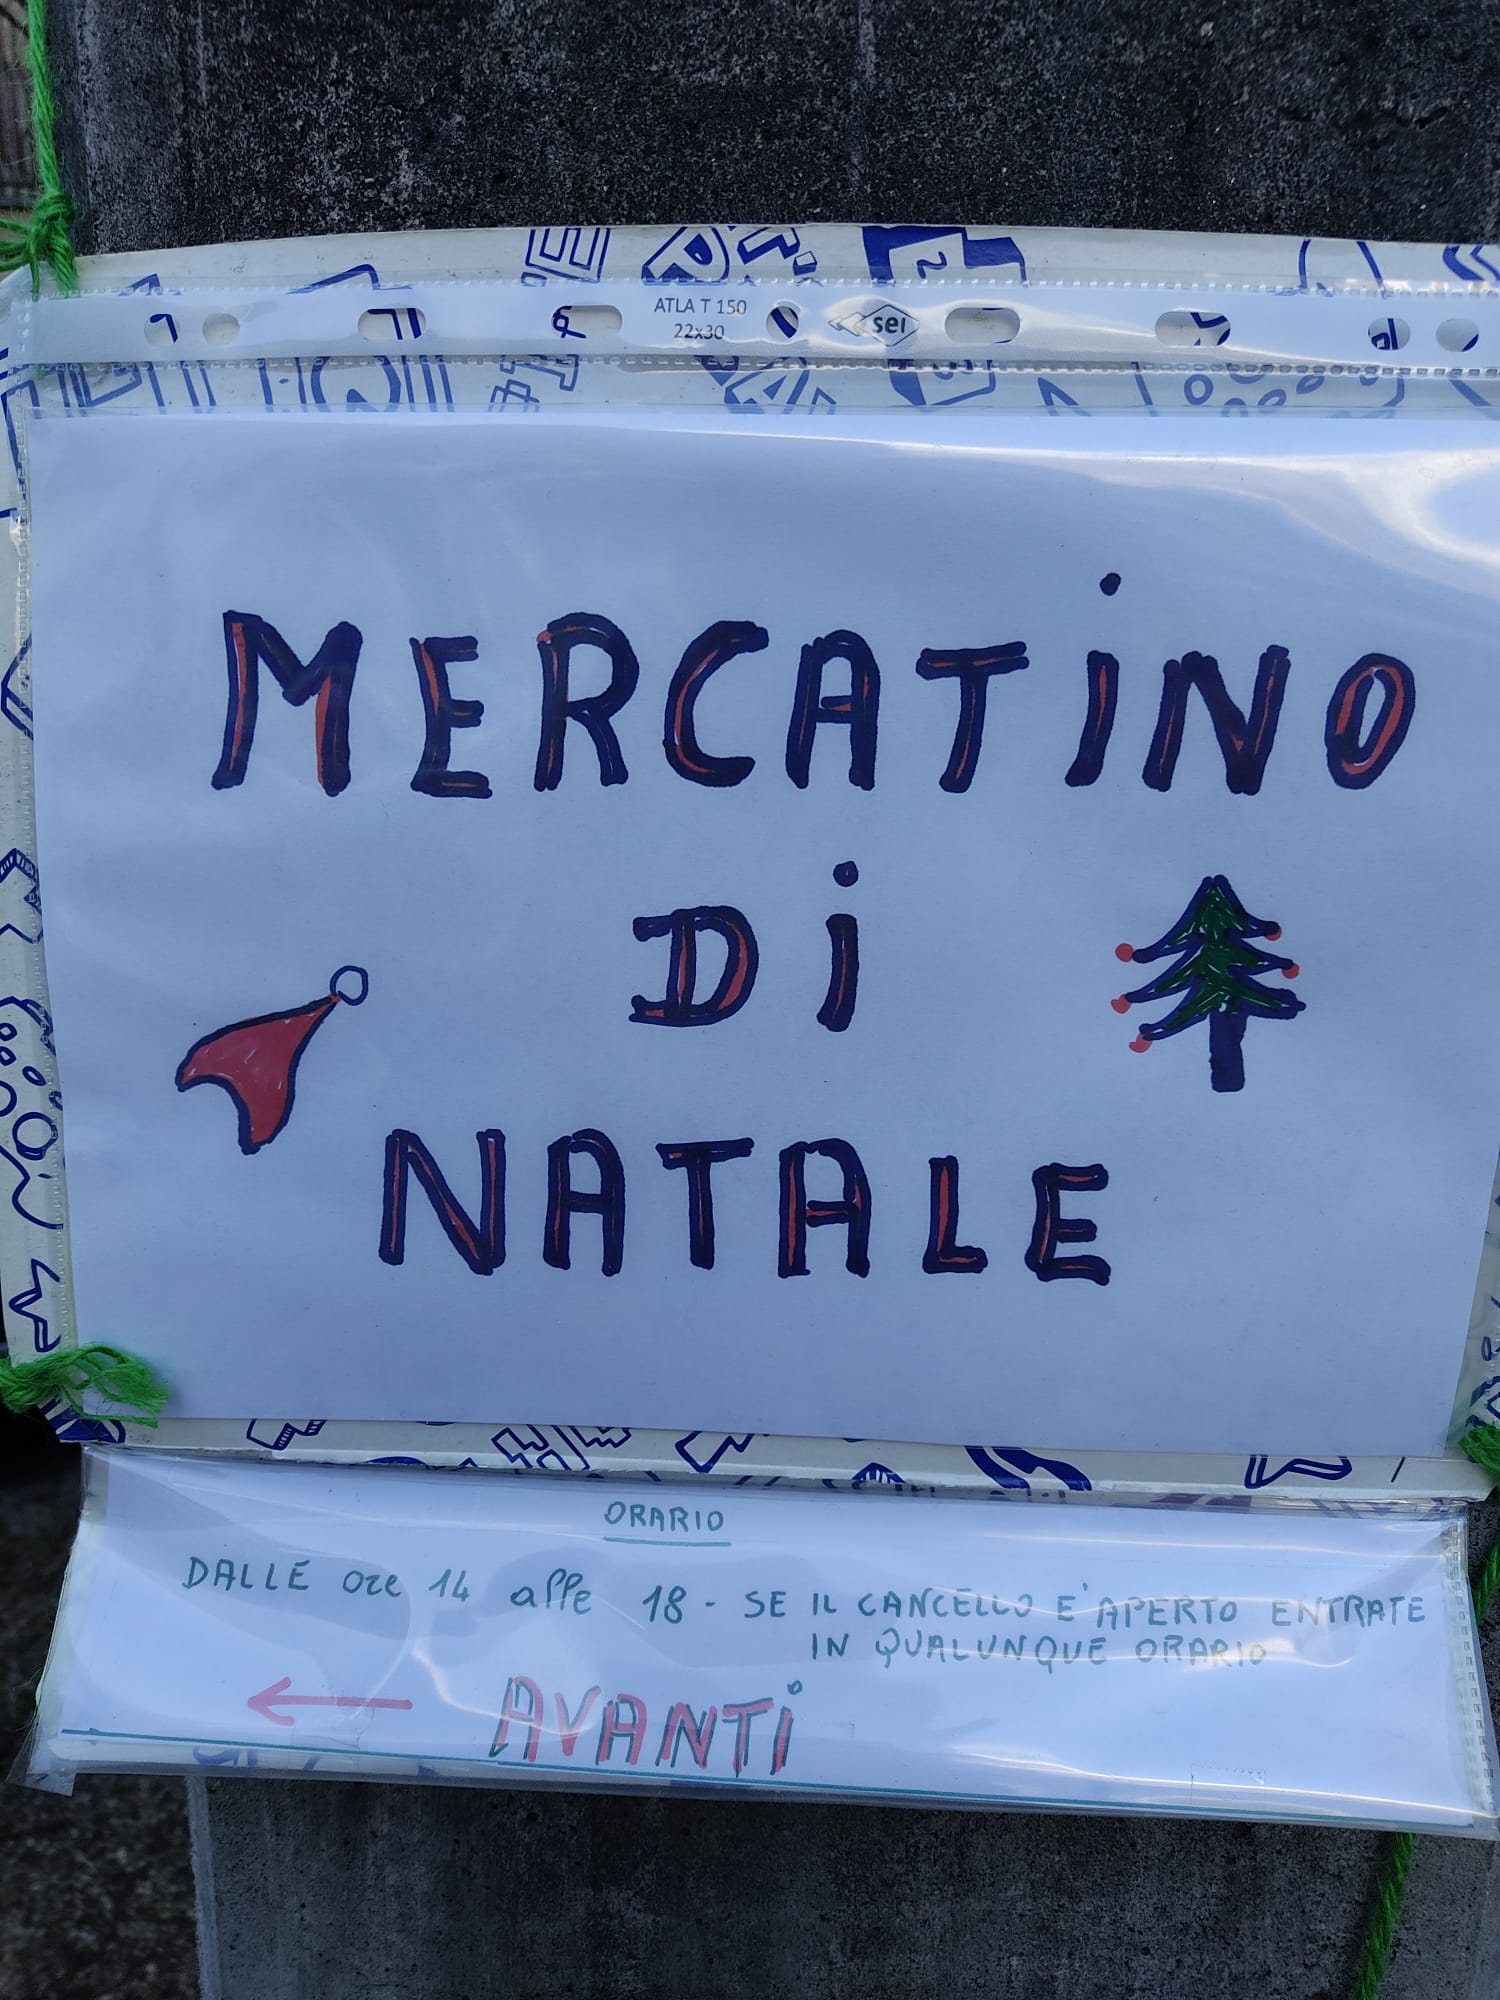 ATLA T 150
22x30
sei
MERCATiNO
Di
NATALE
ORARIO
DALLE ore 14 alle 18 - SE IL CANCELLO E' APERTO ENTRATE
IN QUALUNQUE ORARIO
← AVANTi